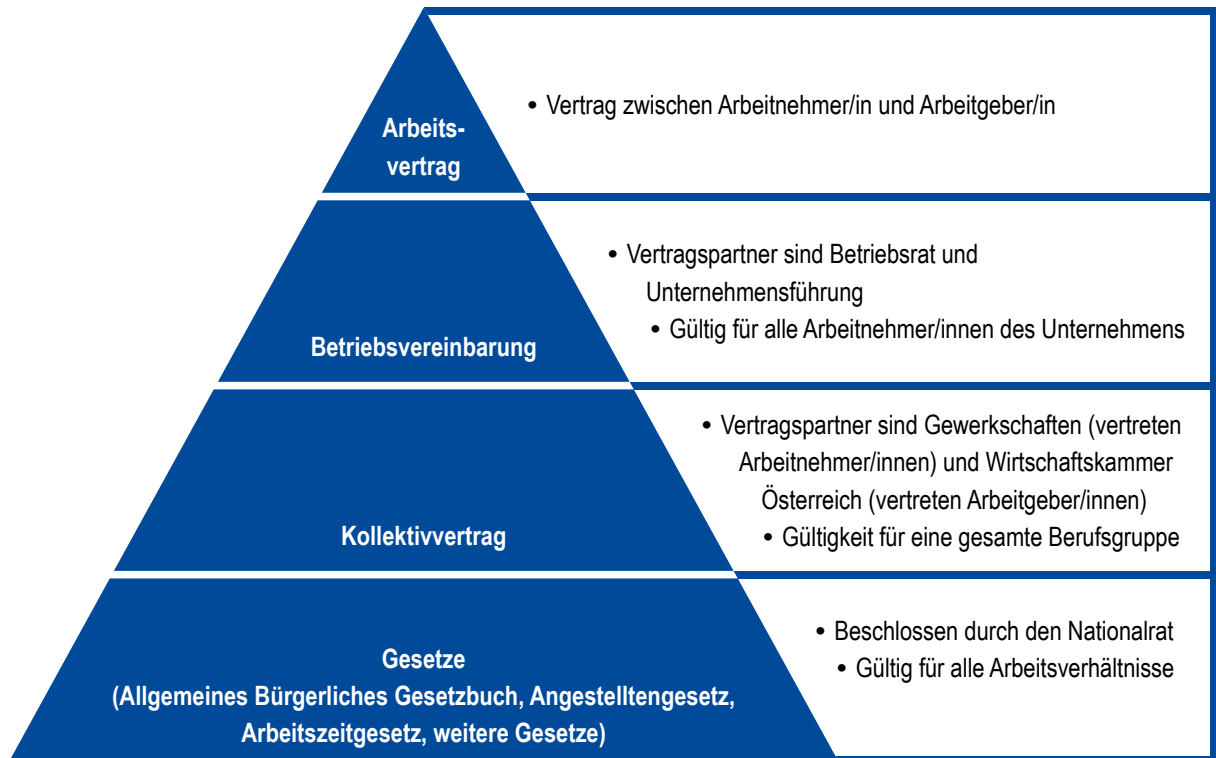 Arbeits-
vertrag
• Vertrag zwischen Arbeitnehmer/in und Arbeitgeber/in
Betriebsvereinbarung
• Vertragspartner sind Betriebsrat und
Unternehmensführung
• Gültig für alle Arbeitnehmer/innen des Unternehmens
Kollektivvertrag
• Vertragspartner sind Gewerkschaften (vertreten
Arbeitnehmer/innen) und Wirtschaftskammer
Österreich (vertreten Arbeitgeber/innen)
• Gültigkeit für eine gesamte Berufsgruppe
Gesetze
(Allgemeines Bürgerliches Gesetzbuch, Angestelltengesetz,
Arbeitszeitgesetz, weitere Gesetze)
• Beschlossen durch den Nationalrat
• Gültig für alle Arbeitsverhältnisse